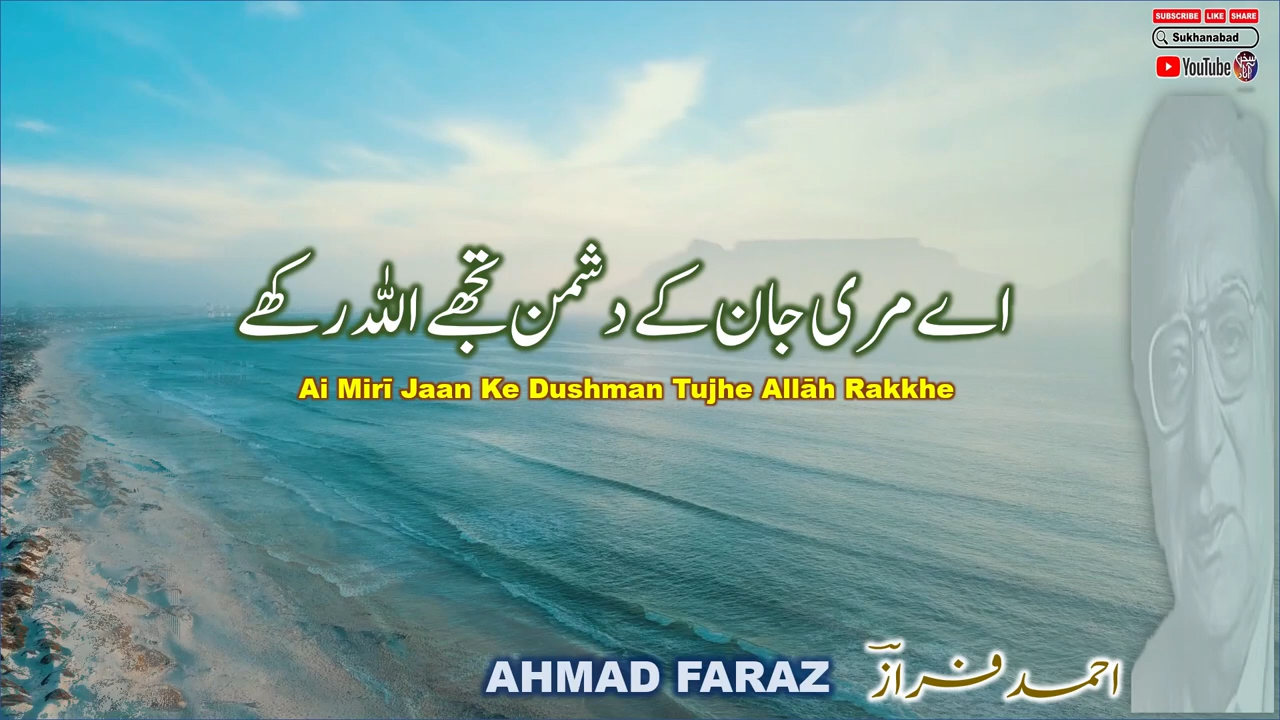 SUBSCRIBE LIKE SHARE
Sukhanabad
YouTube
اے مری جان کے دشمن تجھے اللہ رکھے
Ai Mirī Jaan Ke Dushman Tujhe Allāh Rakkhe
AHMAD FARAZ احمد فرازؔ